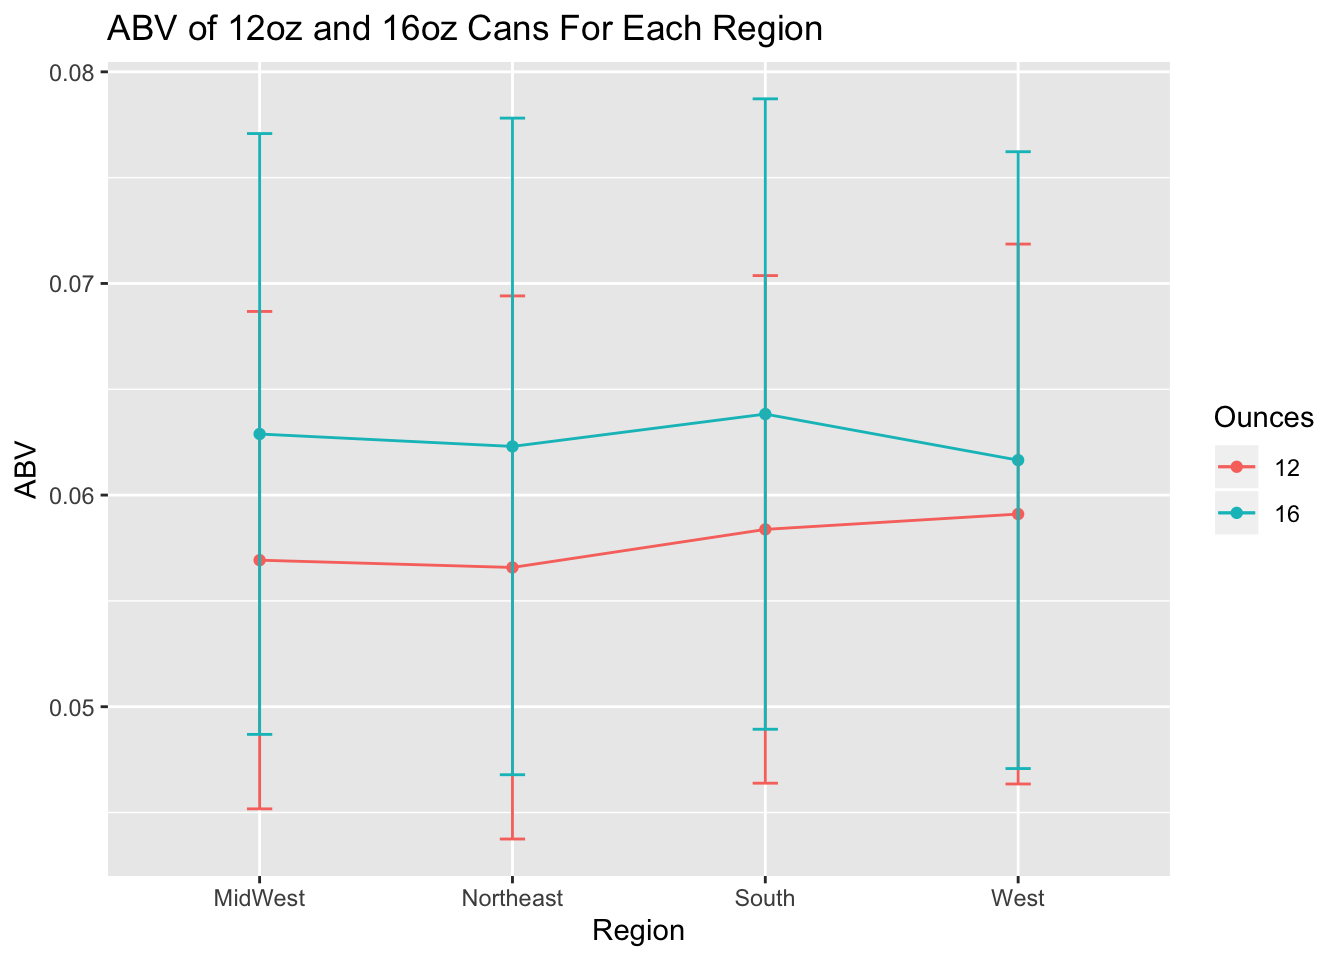 ABV of 12oz and 16oz Cans For Each Region
0.08
0.07
0.06
0.05
ABV
MidWest Northeast South West
Region
Ounces
12
16